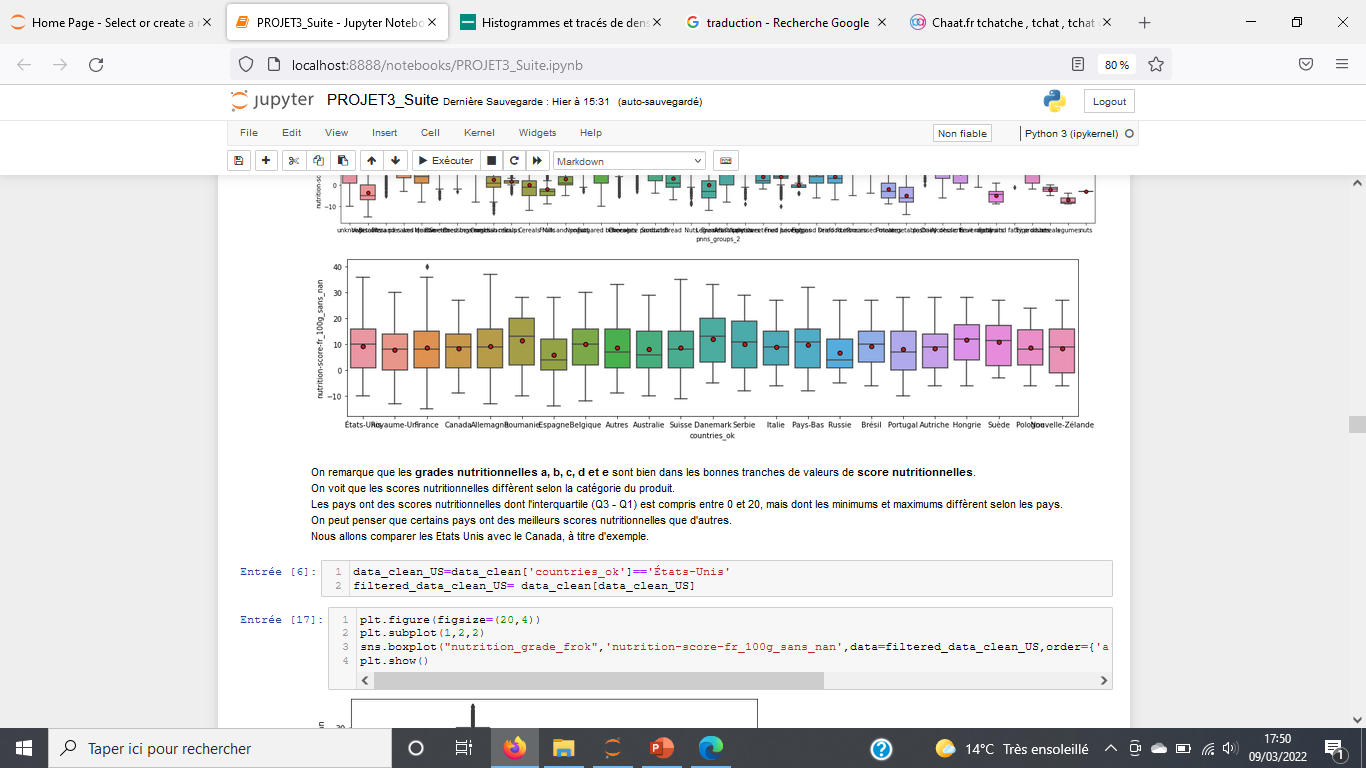 Home Page - Select or create a
PROJET3_Suite - Jupyter Notebo
Histogrammes et tracés de dens
traduction - Recherche Google
Chaat.fr tchatche , tchat , tchat
localhost:8888/notebooks/PROJET3_Suite.ipynb
80 %
jupyter PROJET3_Suite Dernière Sauvegarde : Hier à 15:31 (auto-sauvegardé)
Logout
File Edit View Insert Cell Kernel Widgets Help
Non fiable
Python 3 (ipykernel)
Exécuter
Markdown
0
-10
pnns_groups_2
nutrition-score-fr_100g_sans_nan
40
30
20
10
0
-10
États-Unis Royaume-Uni France Canada Allemagne Roumanie Espagne Belgique Autres Australie Suisse Danemark Serbie Italie Pays-Bas Russie Brésil Portugal Autriche Hongrie Suède Pologne Nouvelle-Zélande
countries_ok
On remarque que les grades nutritionnelles a, b, c, d et e sont bien dans les bonnes tranches de valeurs de score nutritionnelles.
On voit que les scores nutritionnelles diffèrent selon la catégorie du produit.
Les pays ont des scores nutritionnelles dont l'interquartile (Q3 - Q1) est compris entre 0 et 20, mais dont les minimums et maximums diffèrent selon les pays.
On peut penser que certains pays ont des meilleurs scores nutritionnelles que d'autres.
Nous allons comparer les Etats Unis avec le Canada, à titre d'exemple.
Entrée [6]:
1 data_clean_US=data_clean['countries_ok']=='États-Unis'
2 filtered_data_clean_US= data_clean[data_clean_US]
Entrée [17]:
1 plt.figure(figsize=(20,4))
2 plt.subplot(1,2,2)
3 sns.boxplot("nutrition_grade_frok",'nutrition-score-fr_100g_sans_nan',data=filtered_data_clean_US,order={'a
4 plt.show()
Taper ici pour rechercher
14°C Très ensoleillé
17:50
09/03/2022
1